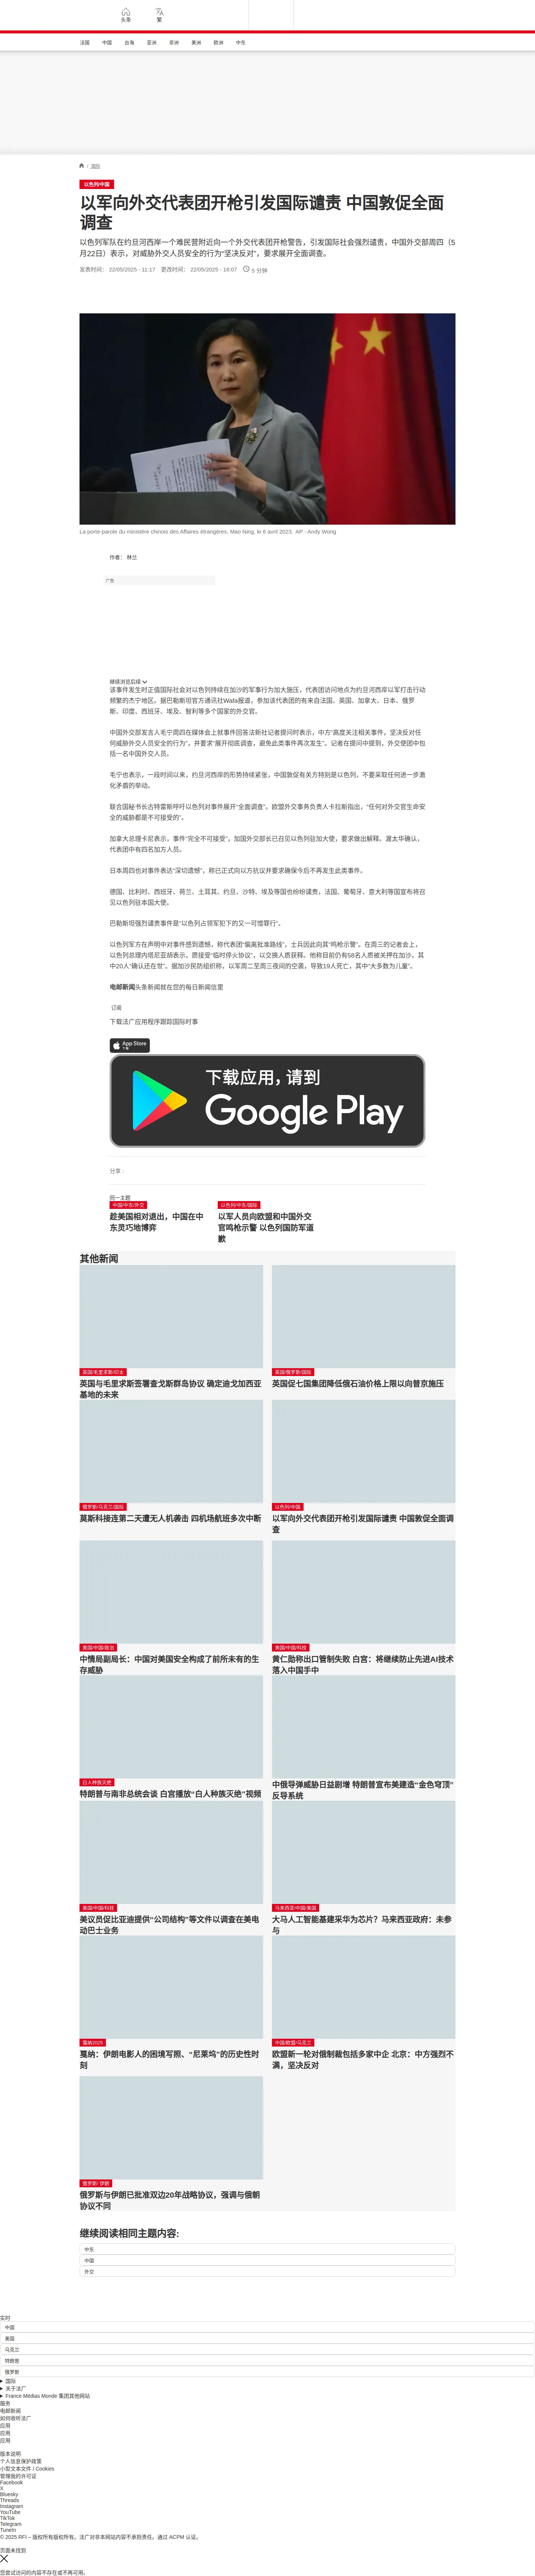 头条
繁
法国
中国
台海
亚洲
非洲
美洲
欧洲
中东
/ 国际
以色列/中国
以军向外交代表团开枪引发国际谴责 中国敦促全面
调查
以色列军队在约旦河西岸一个难民营附近向一个外交代表团开枪警告，引发国际社会强烈谴责，中国外交部周四（5
月22日）表示，对威胁外交人员安全的行为“坚决反对”，要求展开全面调查。
发表时间： 22/05/2025 - 11:17 更改时间： 22/05/2025 - 16:07 5 分钟
La porte-parole du ministère chinois des Affaires étrangères, Mao Ning, le 6 avril 2023. AP - Andy Wong
作者： 林兰
广告
继续浏览后续
该事件发生时正值国际社会对以色列持续在加沙的军事行为加大施压，代表团访问地点为约旦河西岸以军打击行动
频繁的杰宁地区。据巴勒斯坦官方通讯社Wafa报道，参加该代表团的有来自法国、英国、加拿大、日本、俄罗
斯、印度、西班牙、埃及、智利等多个国家的外交官。
中国外交部发言人毛宁周四在媒体会上就事件回答法新社记者提问时表示，中方“高度关注相关事件，坚决反对任
何威胁外交人员安全的行为”，并要求“展开彻底调查，避免此类事件再次发生”。记者在提问中提到，外交使团中包
括一名中国外交人员。
毛宁也表示，一段时间以来，约旦河西岸的形势持续紧张，中国敦促有关方特别是以色列，不要采取任何进一步激
化矛盾的举动。
联合国秘书长古特雷斯呼吁以色列对事件展开“全面调查”。欧盟外交事务负责人卡拉斯指出，“任何对外交官生命安
全的威胁都是不可接受的”。
加拿大总理卡尼表示，事件“完全不可接受”，加国外交部长已召见以色列驻加大使，要求做出解释。渥太华确认，
代表团中有四名加方人员。
日本周四也对事件表达“深切遗憾”，称已正式向以方抗议并要求确保今后不再发生此类事件。
德国、比利时、西班牙、荷兰、土耳其、约旦、沙特、埃及等国也纷纷谴责，法国、葡萄牙、意大利等国宣布将召
见以色列驻本国大使。
巴勒斯坦强烈谴责事件是“以色列占领军犯下的又一可憎罪行”。
以色列军方在声明中对事件感到遗憾，称代表团“偏离批准路线”，士兵因此向其“鸣枪示警”。在周三的记者会上，
以色列总理内塔尼亚胡表示，愿接受“临时停火协议”，以交换人质获释。他称目前仍有58名人质被关押在加沙，其
中20人“确认还在世”。据加沙民防组织称，以军周二至周三夜间的空袭，导致19人死亡，其中“大多数为儿童”。
电邮新闻头条新闻就在您的每日新闻信里
订阅
下载法广应用程序跟踪国际时事
App Store
下载
下载应用，请到
Google Play
分享 :
同一主题
中国/中东/外交
趁美国相对退出，中国在中
东灵巧地博弈
以色列/中东/国际
以军人员向欧盟和中国外交
官鸣枪示警 以色列国防军道
歉
其他新闻
英国/毛里求斯/印太
英国与毛里求斯签署查戈斯群岛协议 确定迪戈加西亚
基地的未来
英国/俄罗斯/国际
英国促七国集团降低俄石油价格上限以向普京施压
俄罗斯/乌克兰/国际
莫斯科接连第二天遭无人机袭击 四机场航班多次中断
以色列/中国
以军向外交代表团开枪引发国际谴责 中国敦促全面调
查
美国/中国/政治
中情局副局长：中国对美国安全构成了前所未有的生
存威胁
美国/中国/科技
黄仁勋称出口管制失败 白宫：将继续防止先进AI技术
落入中国手中
白人种族灭绝
特朗普与南非总统会谈 白宫播放“白人种族灭绝”视频
中俄导弹威胁日益剧增 特朗普宣布美建造“金色穹顶”
反导系统
美国/中国/科技
美议员促比亚迪提供“公司结构”等文件以调查在美电
动巴士业务
马来西亚/中国/美国
大马人工智能基建采华为芯片？马来西亚政府：未参
与
戛纳2025
戛纳：伊朗电影人的困境写照、“尼莱坞”的历史性时
刻
中国/欧盟/乌克兰
欧盟新一轮对俄制裁包括多家中企 北京：中方强烈不
满，坚决反对
俄罗斯/ 伊朗
俄罗斯与伊朗已批准双边20年战略协议，强调与俄朝
协议不同
继续阅读相同主题内容:
中东
中国
外交
实时
中国
美国
乌克兰
特朗普
俄罗斯
国际
关于法广
France Médias Monde 集团其他网站
服务
电邮新闻
如何收听法广
应用
应用
应用
版本说明
个人信息保护政策
小型文本文件 / Cookies
管理我的许可证
Facebook
X
Bluesky
Threads
Instagram
YouTube
TikTok
Telegram
TuneIn
© 2025 RFI – 版权所有版权所有。法广对非本网站内容不承担责任。通过 ACPM 认证。
页面未找到
您尝试访问的内容不存在或不再可用。